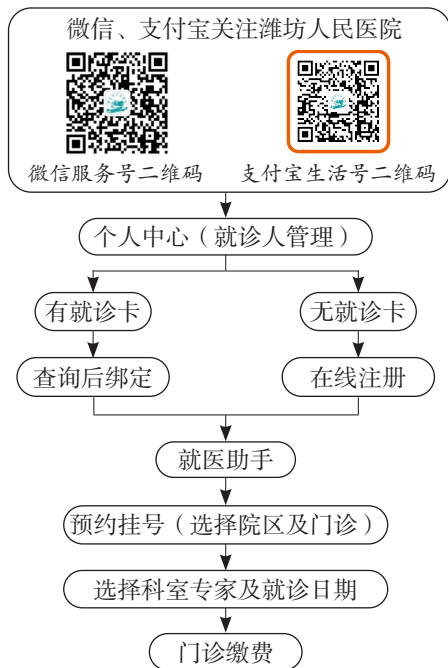 微信、支付宝关注潍坊人民医院
微信服务号二维码 支付宝生活号二维码
个人中心（就诊人管理）
有就诊卡 无就诊卡
查询后绑定 在线注册
就医助手
预约挂号（选择院区及门诊）
选择科室专家及就诊日期
门诊缴费